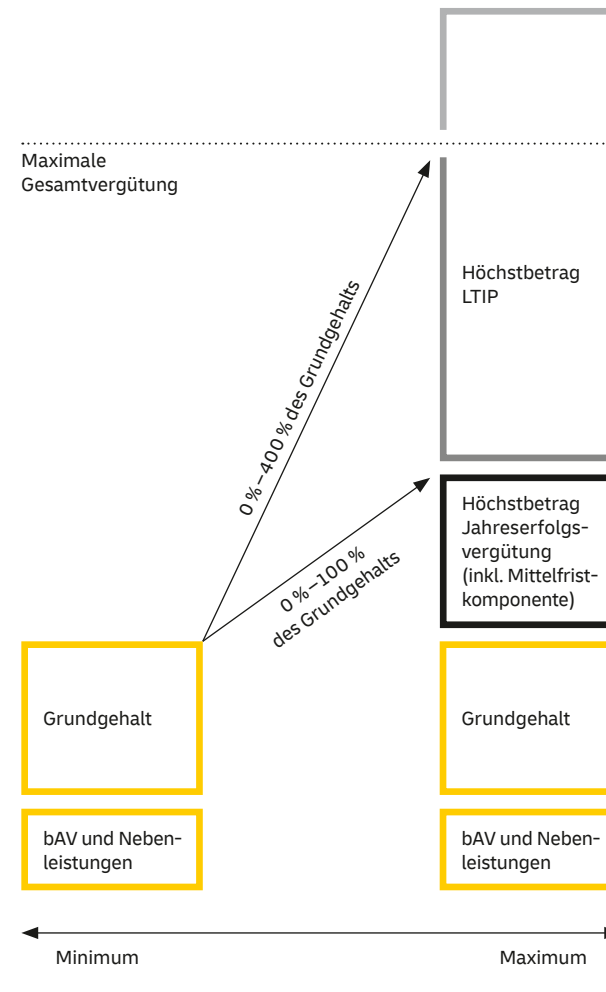 Maximale
Gesamtvergütung
Höchstbetrag
LTIP
0 %–400 % des Grundgehalts
Höchstbetrag
Jahreserfolgs-
vergütung
(inkl. Mittelfrist-
komponente)
0 %–100 %
des Grundgehalts
Grundgehalt
Grundgehalt
bAV und Neben-
leistungen
bAV und Neben-
leistungen
Minimum
Maximum